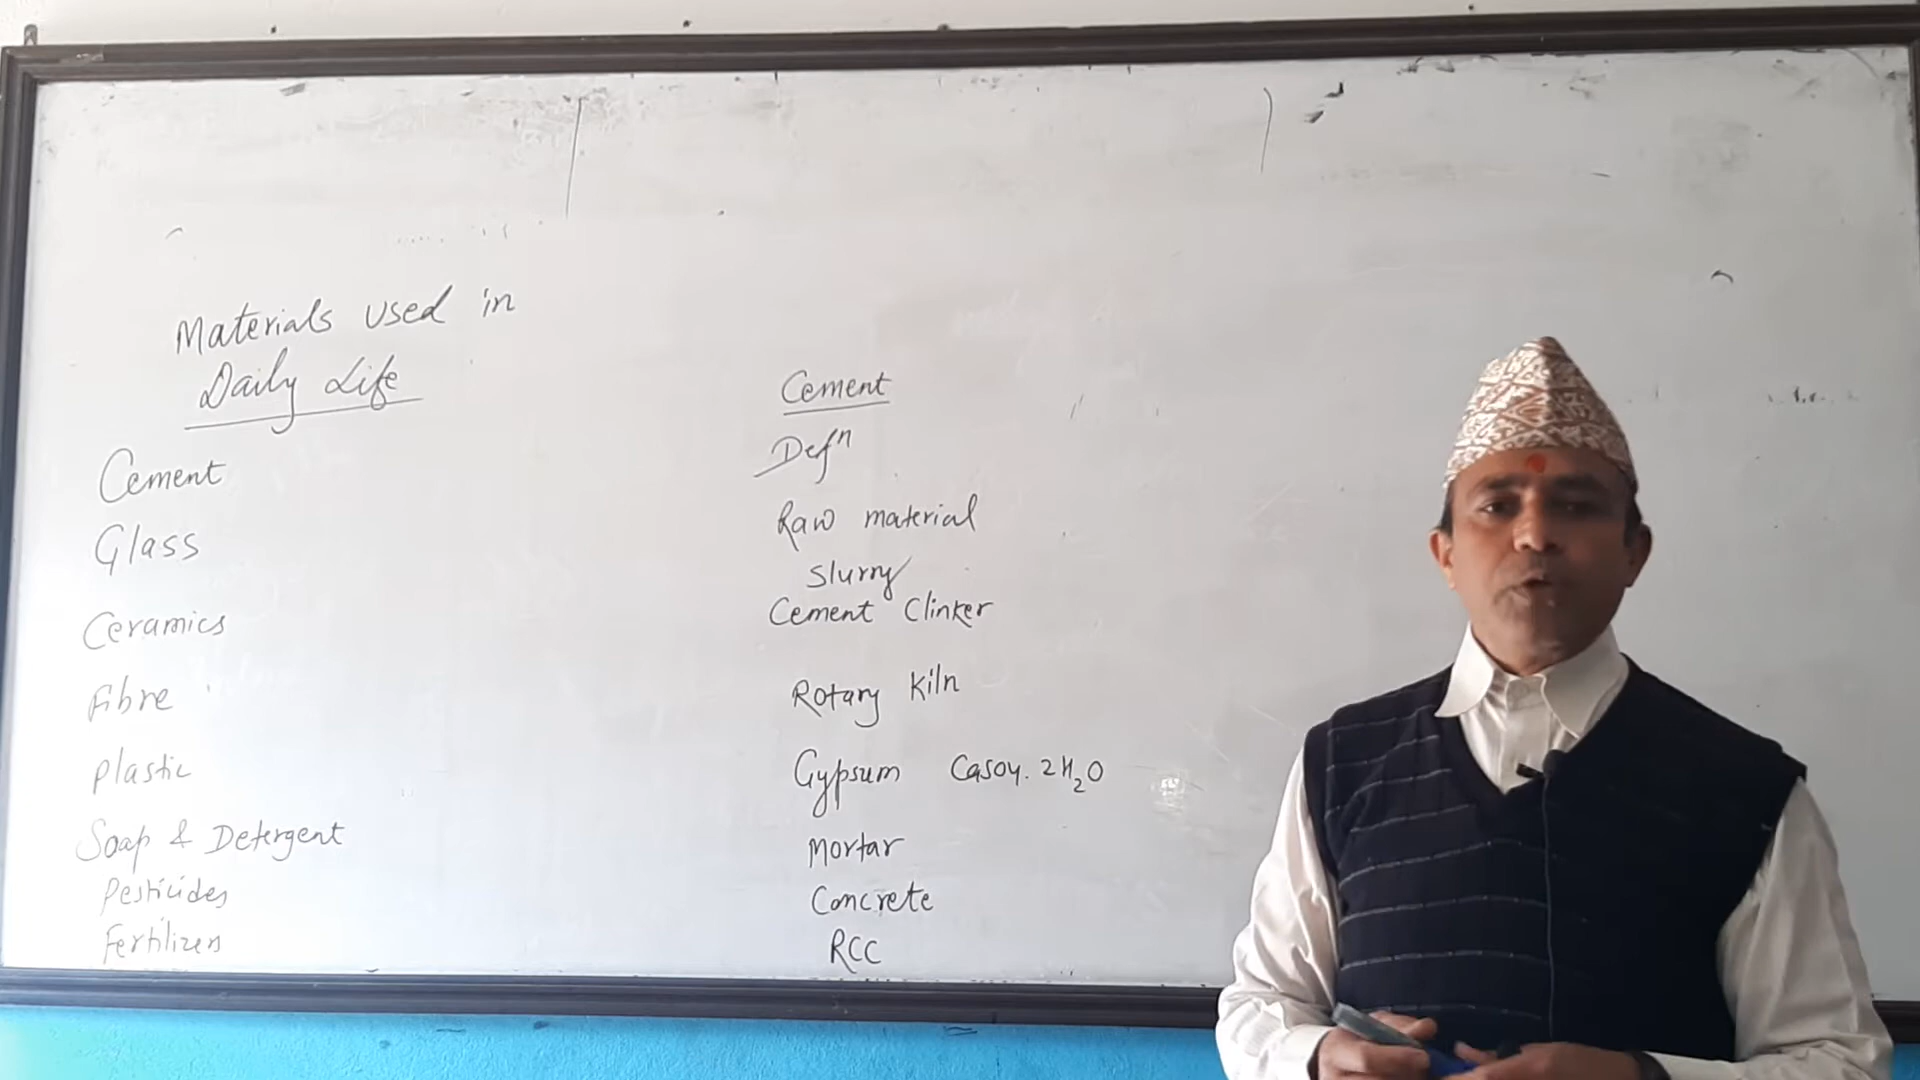 Materials used in
Daily Life
Cement
Glass
Ceramics
Fibre
Plastic
Soap & Detergent
Pesticides
Fertilizers
Cement
Defⁿ
Raw material
Slurry
Cement Clinker
Rotary Kiln
Gypsum CaSO4. 2H₂O
Mortar
Concrete
RCC